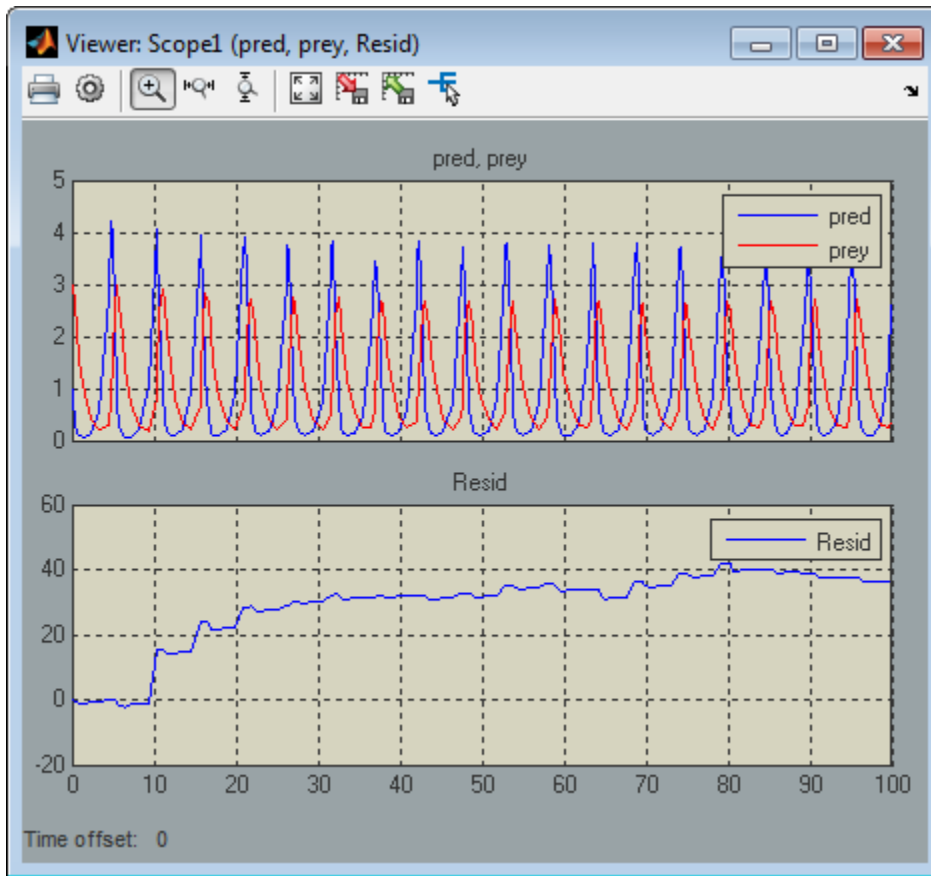 Viewer: Scope1 (pred, prey, Resid)
pred, prey
5
4
3
2
1
0
pred
prey
Resid
60
40
20
0
-20
Resid
0 10 20 30 40 50 60 70 80 90 100
Time offset: 0